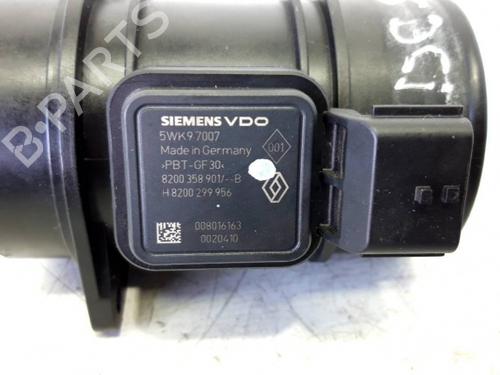 B-PARTS
SIEMENS VDO
5WK9 7007
Made in Germany
001
>PBT-GF30<
8200 358 901/--B
H 8200 299 956
008016163
0020410